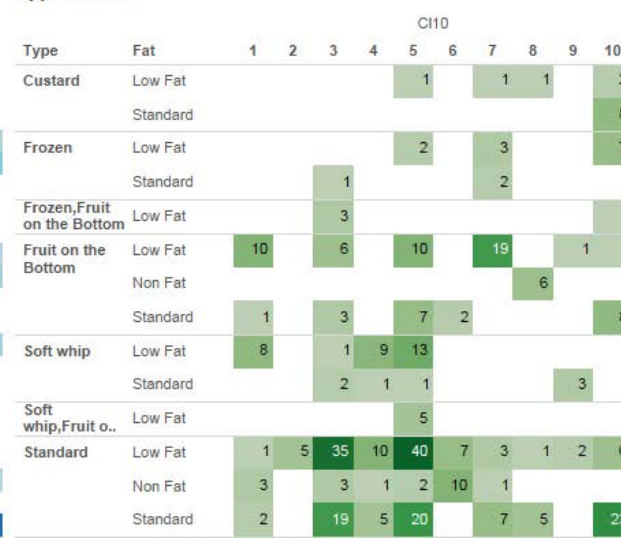 CI10
Type Fat 1 2 3 4 5 6 7 8 9 10
Custard Low Fat 1 1 1
Standard
Frozen Low Fat 2 3
Standard 1 2
Frozen,Fruit
on the Bottom Low Fat 3
Fruit on the
Bottom Low Fat 10 6 10 19 1
Non Fat 6
Standard 1 3 7 2
Soft whip Low Fat 8 1 9 13
Standard 2 1 1 3
Soft
whip,Fruit o.. Low Fat 5
Standard Low Fat 1 5 35 10 40 7 3 1 2
Non Fat 3 3 1 2 10 1
Standard 2 19 5 20 7 5